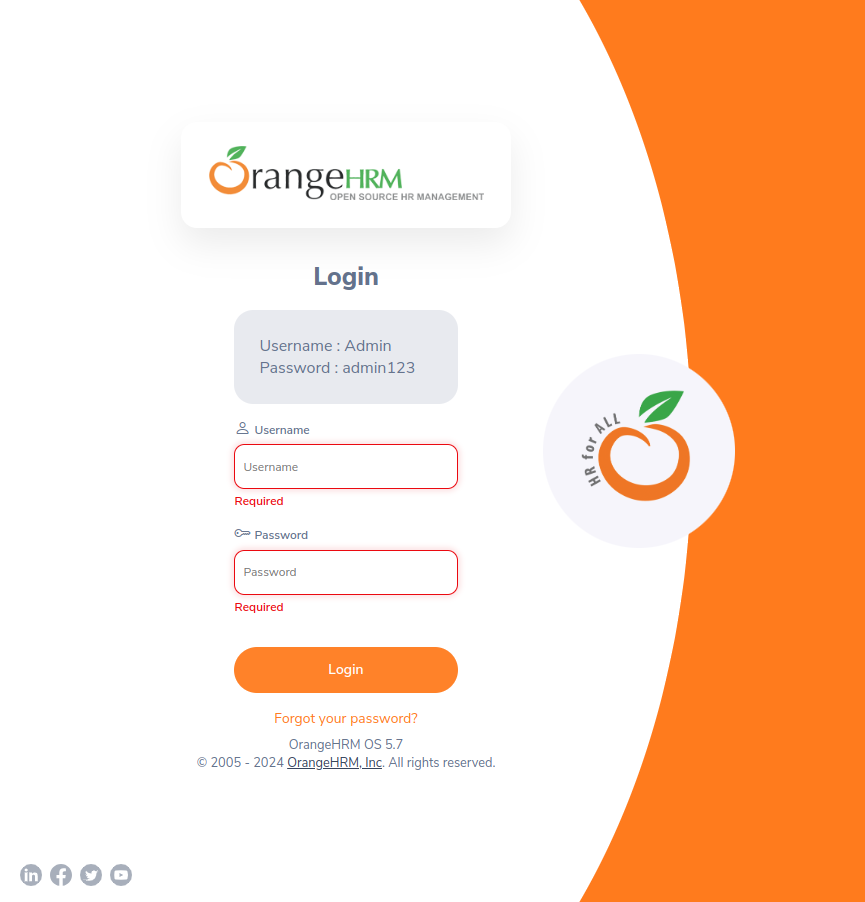 OrangeHRM
OPEN SOURCE HR MANAGEMENT
Login
Username : Admin
Password : admin123
Username
Username
Required
Password
Password
Required
Login
Forgot your password?
OrangeHRM OS 5.7
© 2005 - 2024 OrangeHRM, Inc. All rights reserved.
HR for ALL
in